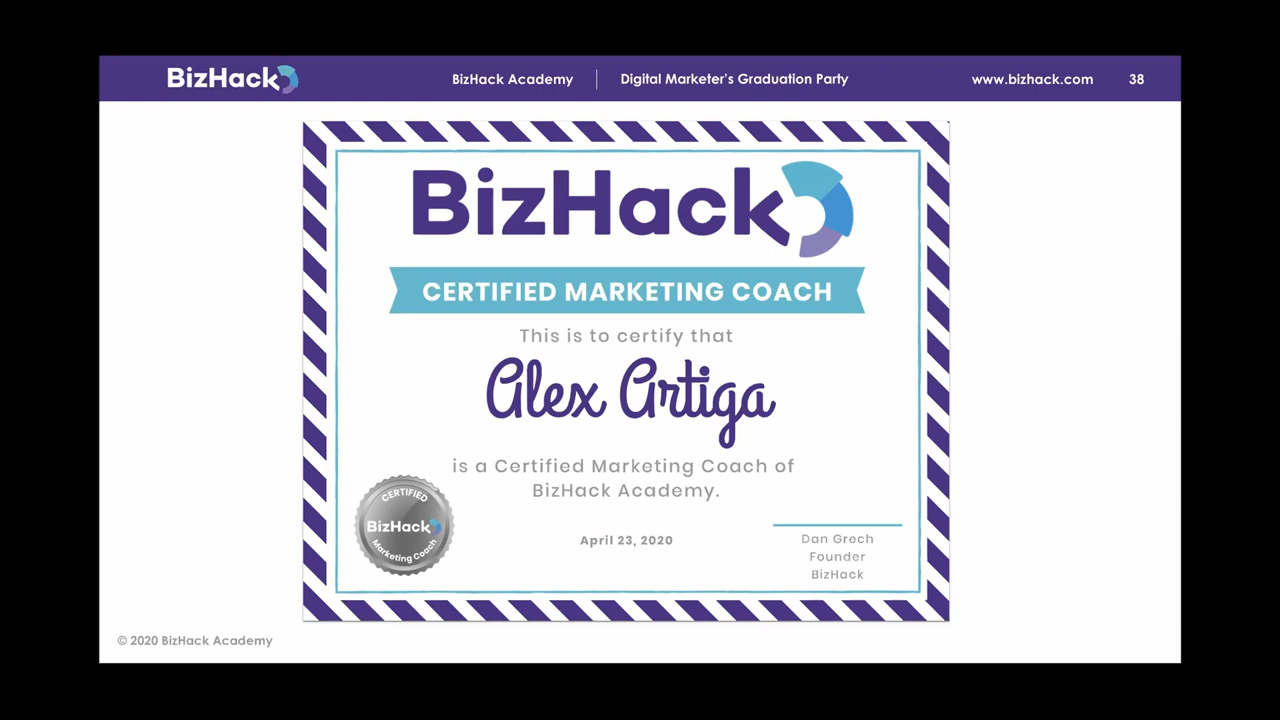 BizHack
BizHack Academy
Digital Marketer's Graduation Party
www.bizhack.com
38
BizHack
CERTIFIED MARKETING COACH
This is to certify that
Alex Artiga
is a Certified Marketing Coach of
BizHack Academy.
CERTIFIED
BizHack
Marketing Coach
April 23, 2020
Dan Grech
Founder
BizHack
© 2020 BizHack Academy